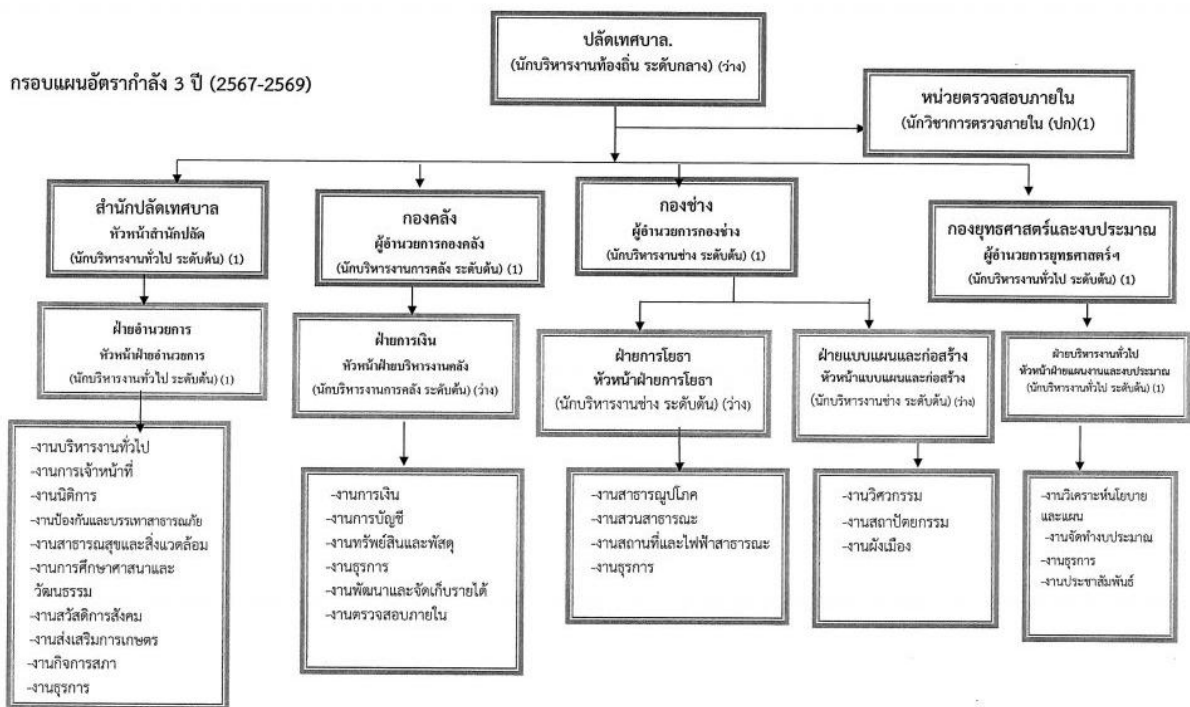 กรอบแผนอัตรากำลัง 3 ปี (2567-2569)
ปลัดเทศบาล.
(นักบริหารงานท้องถิ่น ระดับกลาง) (ว่าง)
หน่วยตรวจสอบภายใน
(นักวิชาการตรวจภายใน (ปก)(1)
สำนักปลัดเทศบาล
หัวหน้าสำนักปลัด
(นักบริหารงานทั่วไป ระดับต้น) (1)
กองคลัง
ผู้อำนวยการกองคลัง
(นักบริหารงานการคลัง ระดับต้น) (1)
กองช่าง
ผู้อำนวยการกองช่าง
(นักบริหารงานช่าง ระดับต้น) (1)
กองยุทธศาสตร์และงบประมาณ
ผู้อำนวยการยุทธศาสตร์ฯ
(นักบริหารงานทั่วไป ระดับต้น) (1)
ฝ่ายอำนวยการ
หัวหน้าฝ่ายอำนวยการ
(นักบริหารงานทั่วไป ระดับต้น) (1)
ฝ่ายการเงิน
หัวหน้าฝ่ายบริหารงานคลัง
(นักบริหารงานการคลัง ระดับต้น) (ว่าง)
ฝ่ายการโยธา
หัวหน้าฝ่ายการโยธา
(นักบริหารงานช่าง ระดับต้น) (ว่าง)
ฝ่ายแบบแผนและก่อสร้าง
หัวหน้าแบบแผนและก่อสร้าง
(นักบริหารงานช่าง ระดับต้น) (ว่าง)
ฝ่ายบริหารงานทั่วไป
หัวหน้าฝ่ายแผนงานและงบประมาณ
(นักบริหารงานทั่วไป ระดับต้น) (1)
-งานบริหารงานทั่วไป
-งานการเจ้าหน้าที่
-งานนิติการ
-งานป้องกันและบรรเทาสาธารณภัย
-งานสาธารณสุขและสิ่งแวดล้อม
-งานการศึกษาศาสนาและ
วัฒนธรรม
-งานสวัสดิการสังคม
-งานส่งเสริมการเกษตร
-งานกิจการสภา
-งานธุรการ
-งานการเงิน
-งานการบัญชี
-งานทรัพย์สินและพัสดุ
-งานธุรการ
-งานพัฒนาและจัดเก็บรายได้
-งานตรวจสอบภายใน
-งานสาธารณูปโภค
-งานสวนสาธารณะ
-งานสถานที่และไฟฟ้าสาธารณะ
-งานธุรการ
-งานวิศวกรรม
-งานสถาปัตยกรรม
-งานผังเมือง
-งานวิเคราะห์นโยบาย
และแผน
-งานจัดทำงบประมาณ
-งานธุรการ
-งานประชาสัมพันธ์